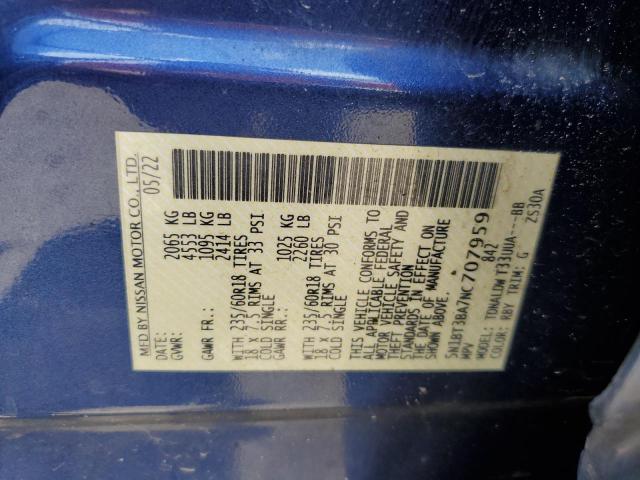 MFD BY NISSAN MOTOR CO., LTD.
DATE: 05/22
GVWR: 2065 KG
4553 LB
GAWR FR.: 1095 KG
2414 LB
WITH 235/60R18 TIRES
18 X 7.5 RIMS AT 33 PSI
COLD SINGLE
GAWR RR.: 1025 KG
2260 LB
WITH 235/60R18 TIRES
18 X 7.5 RIMS AT 30 PSI
COLD SINGLE
THIS VEHICLE CONFORMS TO
ALL APPLICABLE FEDERAL
MOTOR VEHICLE SAFETY AND
THEFT PREVENTION
STANDARDS IN EFFECT ON
THE DATE OF MANUFACTURE
SHOWN ABOVE.
5N1BT3BA7NC707959
MPV 842
MODEL: TONALDW T33UUA----BB
COLOR: RBY TRIM: G ZS30A